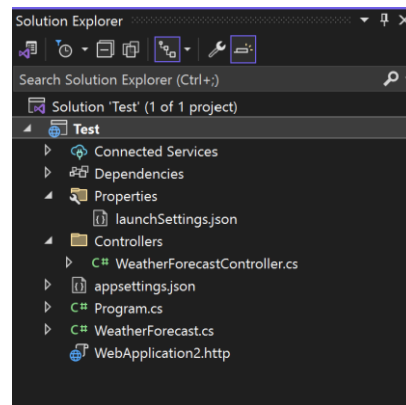 Solution Explorer
Search Solution Explorer (Ctrl+;)
Solution 'Test' (1 of 1 project)
Test
Connected Services
Dependencies
Properties
launchSettings.json
Controllers
C# WeatherForecastController.cs
appsettings.json
C# Program.cs
C# WeatherForecast.cs
WebApplication2.http